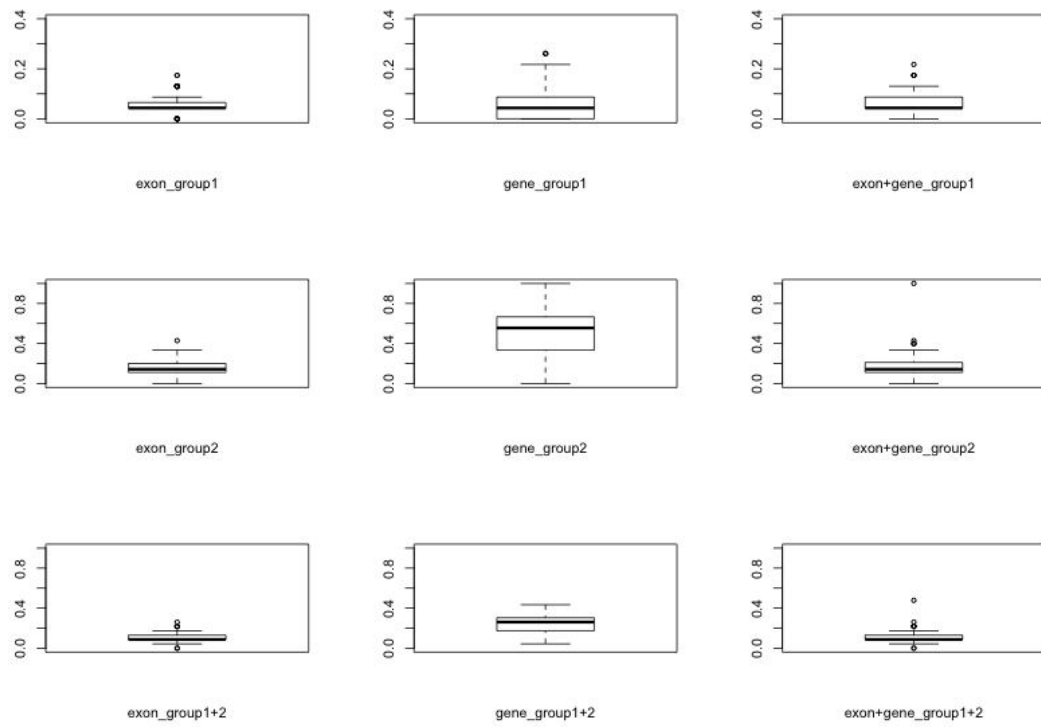 0.4 0.2 0.0
exon_group1
0.4 0.2 0.0
gene_group1
0.4 0.2 0.0
exon+gene_group1
0.8 0.4 0.0
exon_group2
0.8 0.4 0.0
gene_group2
0.8 0.4 0.0
exon+gene_group2
0.8 0.4 0.0
exon_group1+2
0.8 0.4 0.0
gene_group1+2
0.8 0.4 0.0
exon+gene_group1+2